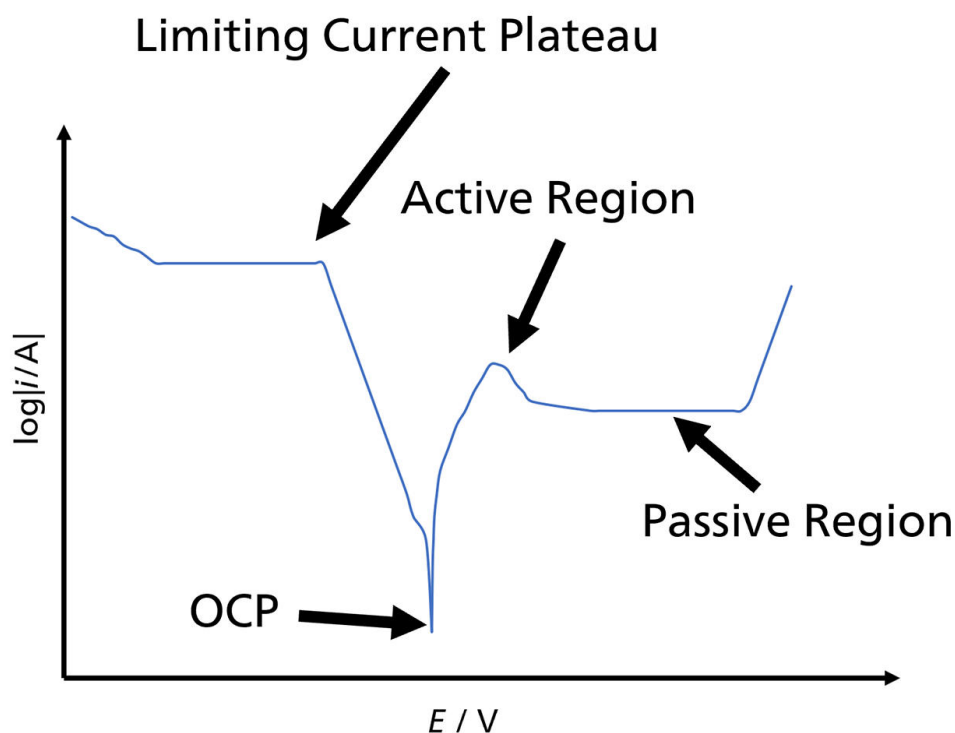 Limiting Current Plateau
Active Region
log|i/A|
Passive Region
OCP
E / V